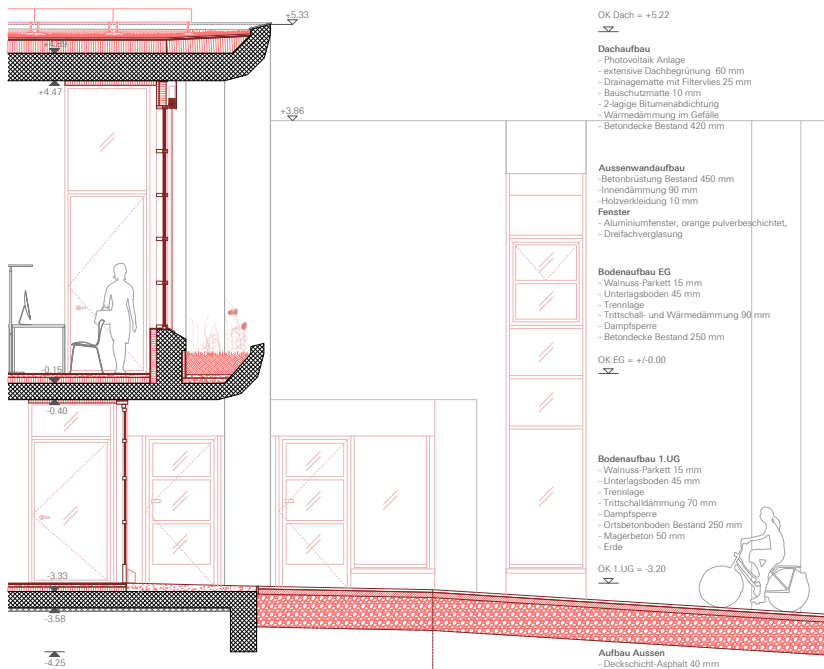 +5.33
OK Dach = +5.22
+4.89
Dachaufbau
- Photovoltaik Anlage
- extensive Dachbegrünung 60 mm
- Drainagematte mit Filtervlies 25 mm
- Bauschutzmatte 10 mm
- 2-lagige Bitumenabdichtung
- Wärmedämmung im Gefälle
- Betondecke Bestand 420 mm
+4.47
+3.86
Aussenwandaufbau
-Betonbrüstung Bestand 450 mm
-Innendämmung 90 mm
-Holzverkleidung 10 mm
Fenster
- Aluminiumfenster, orange pulverbeschichtet,
- Dreifachverglasung
Bodenaufbau EG
- Walnuss-Parkett 15 mm
- Unterlagsboden 45 mm
- Trennlage
- Trittschall- und Wärmedämmung 90 mm
- Dampfsperre
- Betondecke Bestand 250 mm
OK EG = +/-0.00
-0.15
-0.40
Bodenaufbau 1.UG
- Walnuss-Parkett 15 mm
- Unterlagsboden 45 mm
- Trennlage
- Trittschalldämmung 70 mm
- Dampfsperre
- Ortsbetonboden Bestand 250 mm
- Magerbeton 50 mm
- Erde
OK 1.UG = -3.20
-3.33
-3.58
-4.25
Aufbau Aussen
- Deckschicht-Asphalt 40 mm